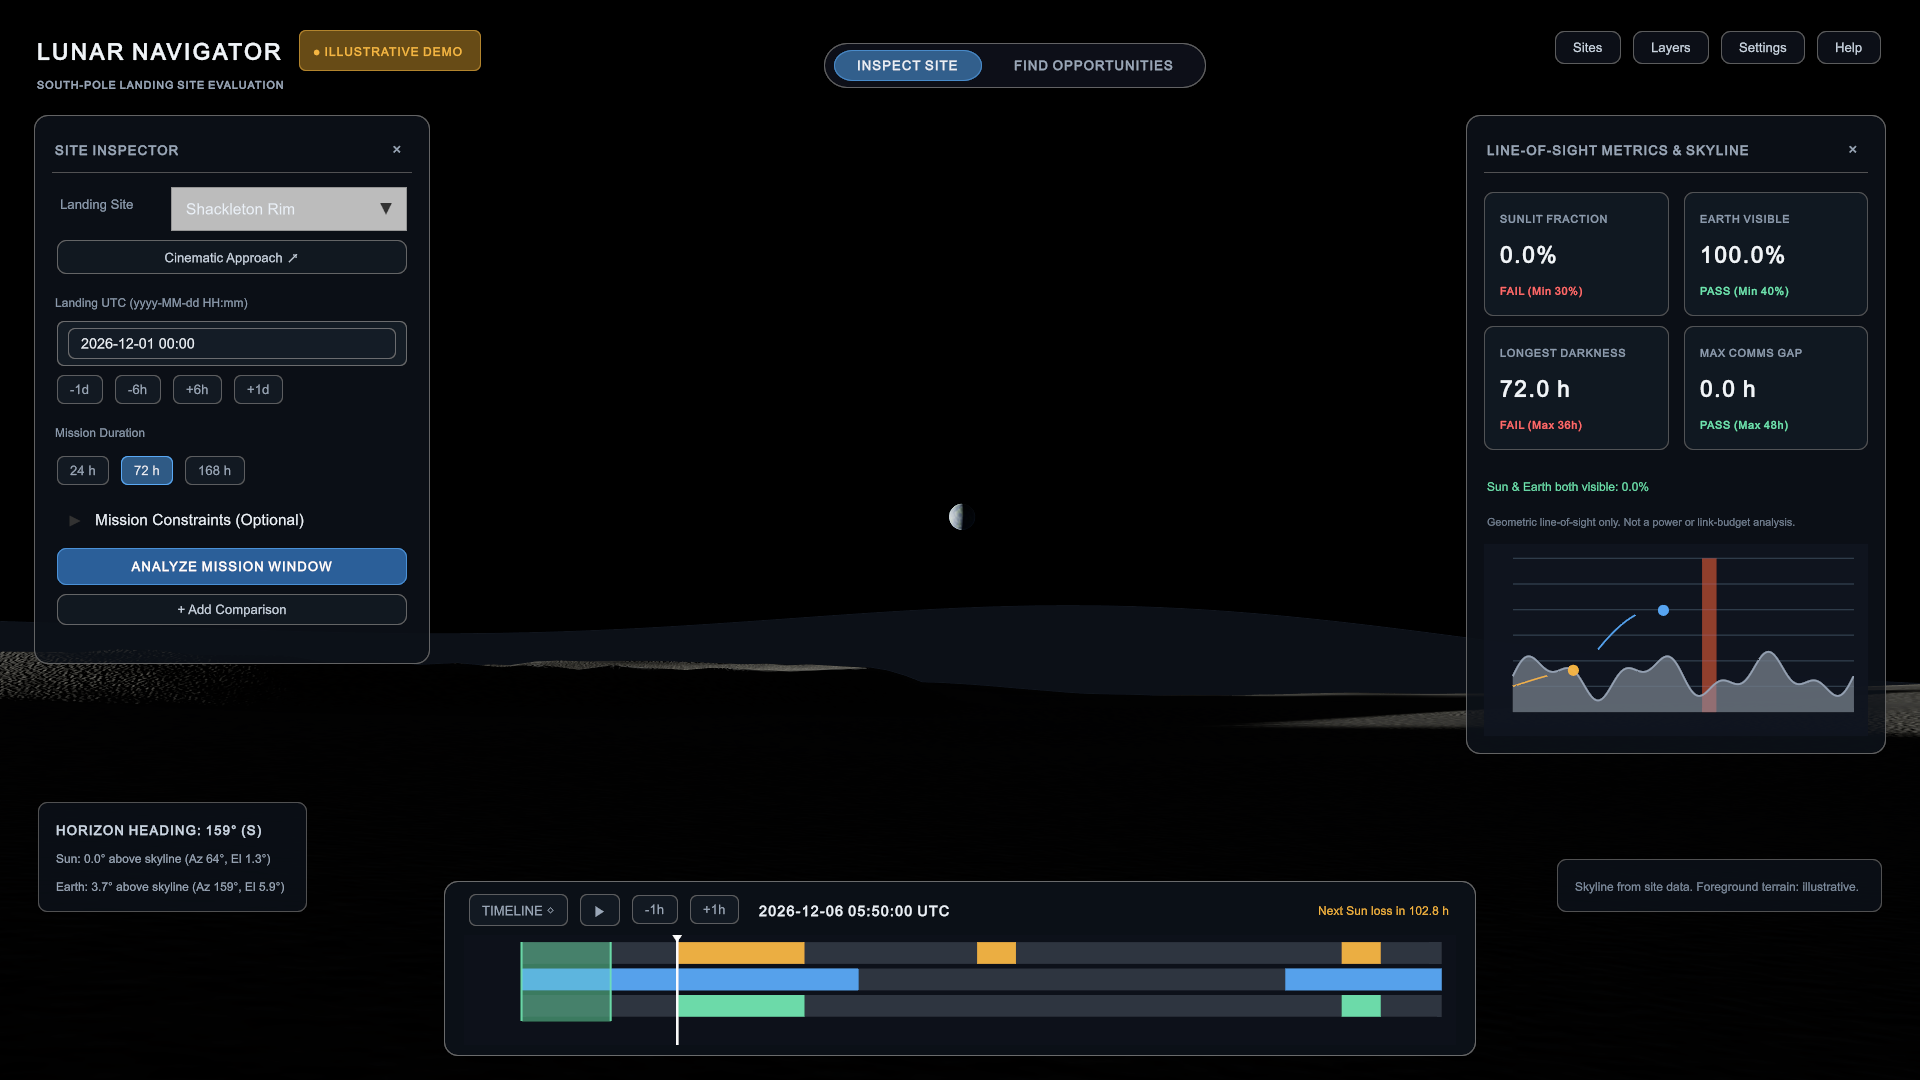 LUNAR NAVIGATOR
● ILLUSTRATIVE DEMO
SOUTH-POLE LANDING SITE EVALUATION
INSPECT SITE
FIND OPPORTUNITIES
Sites
Layers
Settings
Help
SITE INSPECTOR
×
Landing Site
Shackleton Rim
▼
Cinematic Approach ↗
Landing UTC (yyyy-MM-dd HH:mm)
2026-12-01 00:00
-1d
-6h
+6h
+1d
Mission Duration
24 h
72 h
168 h
Mission Constraints (Optional)
ANALYZE MISSION WINDOW
+ Add Comparison
LINE-OF-SIGHT METRICS & SKYLINE
×
SUNLIT FRACTION
0.0%
FAIL (Min 30%)
EARTH VISIBLE
100.0%
PASS (Min 40%)
LONGEST DARKNESS
72.0 h
FAIL (Max 36h)
MAX COMMS GAP
0.0 h
PASS (Max 48h)
Sun & Earth both visible: 0.0%
Geometric line-of-sight only. Not a power or link-budget analysis.
HORIZON HEADING: 159° (S)
Sun: 0.0° above skyline (Az 64°, El 1.3°)
Earth: 3.7° above skyline (Az 159°, El 5.9°)
TIMELINE ◇
▶
-1h
+1h
2026-12-06 05:50:00 UTC
Next Sun loss in 102.8 h
Skyline from site data. Foreground terrain: illustrative.